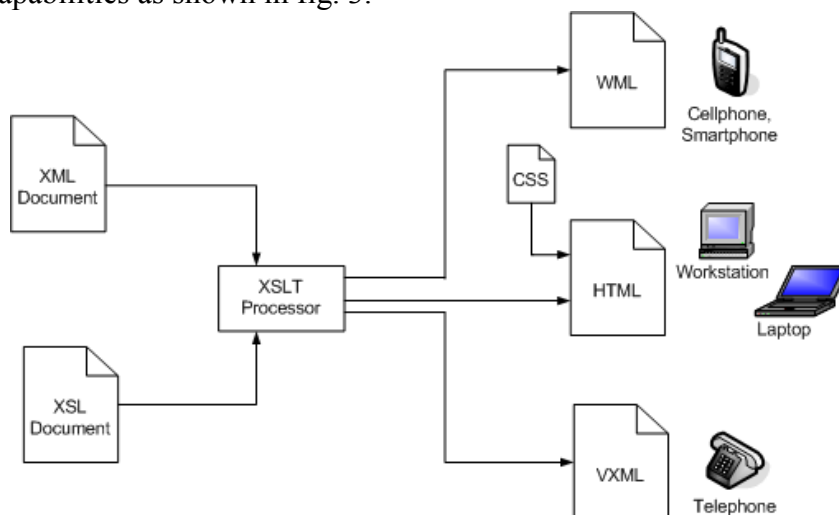 apabilities as shown in fig. 3.
WML
Cellphone,
Smartphone
XML
Document
CSS
XSLT
Processor
HTML
Workstation
Laptop
XSL
Document
VXML
Telephone